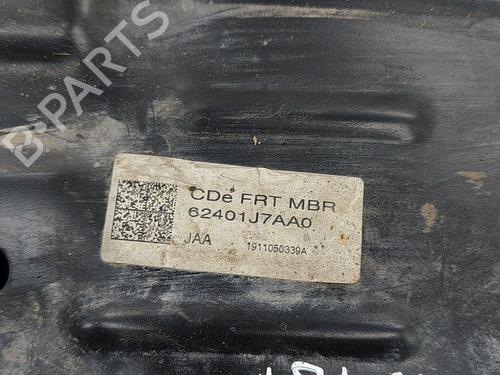 B-PARTS
CDe FRT MBR
62401J7AA0
JAA 1911050339A